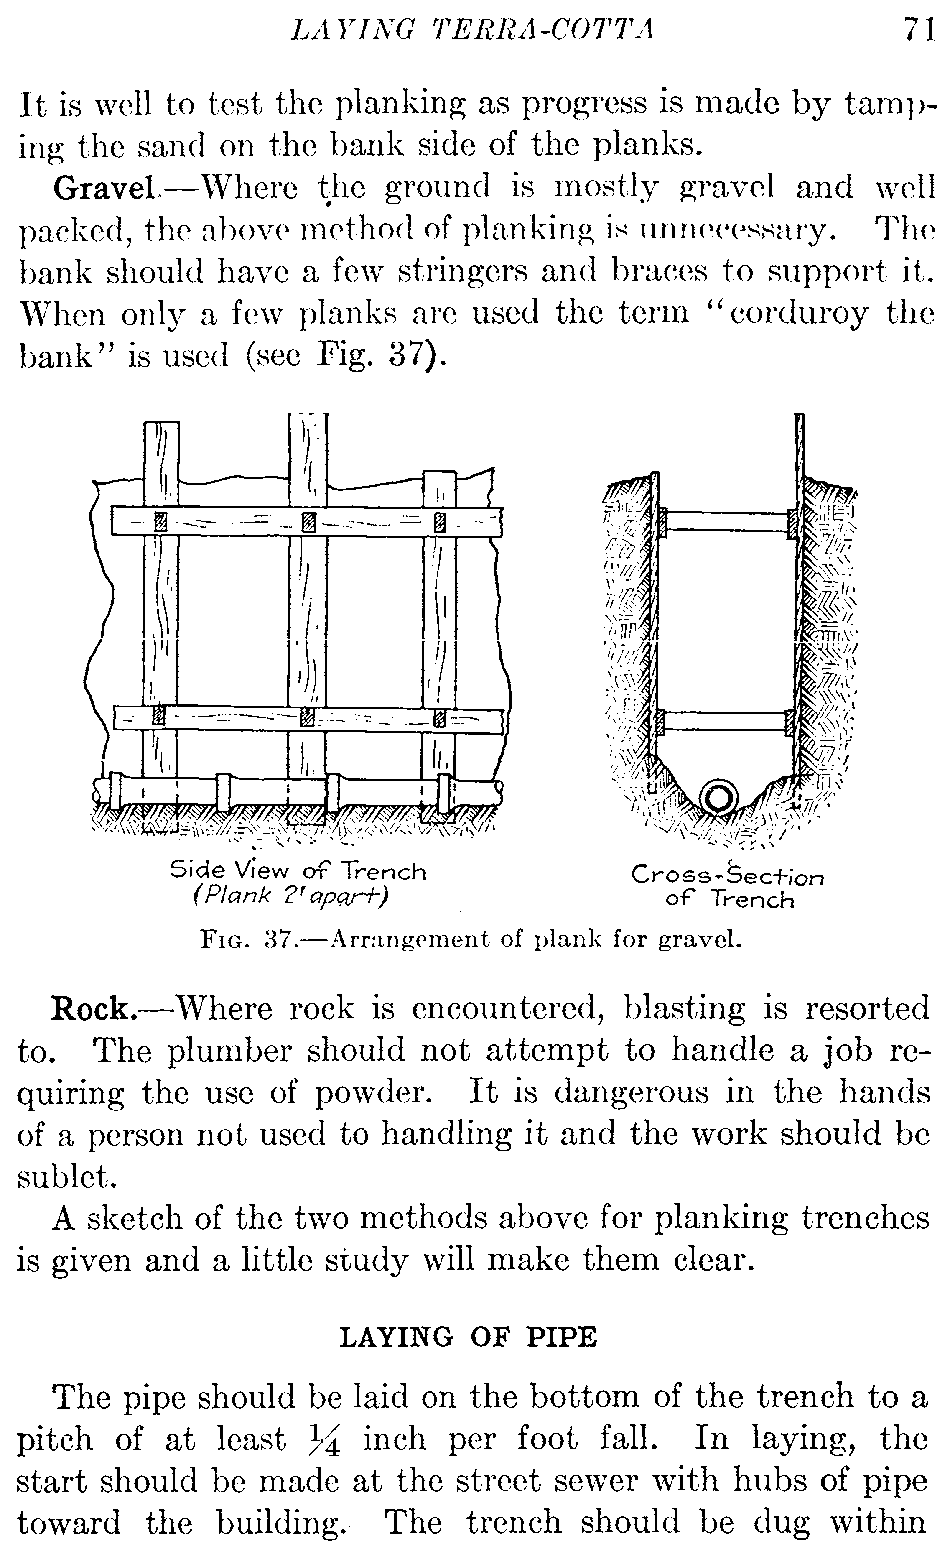 LAYING TERRA-COTTA 71
It is well to test the planking as progress is made by tamp-
ing the sand on the bank side of the planks.
Gravel.—Where the ground is mostly gravel and well
packed, the above method of planking is unnecessary. The
bank should have a few stringers and braces to support it.
When only a few planks are used the term “corduroy the
bank” is used (see Fig. 37).
Side View of Trench
(Plank 2' apart)
Cross-Section
of Trench
FIG. 37.—Arrangement of plank for gravel.
Rock.—Where rock is encountered, blasting is resorted
to. The plumber should not attempt to handle a job re-
quiring the use of powder. It is dangerous in the hands
of a person not used to handling it and the work should be
sublet.
A sketch of the two methods above for planking trenches
is given and a little study will make them clear.
LAYING OF PIPE
The pipe should be laid on the bottom of the trench to a
pitch of at least ¼ inch per foot fall. In laying, the
start should be made at the street sewer with hubs of pipe
toward the building. The trench should be dug within